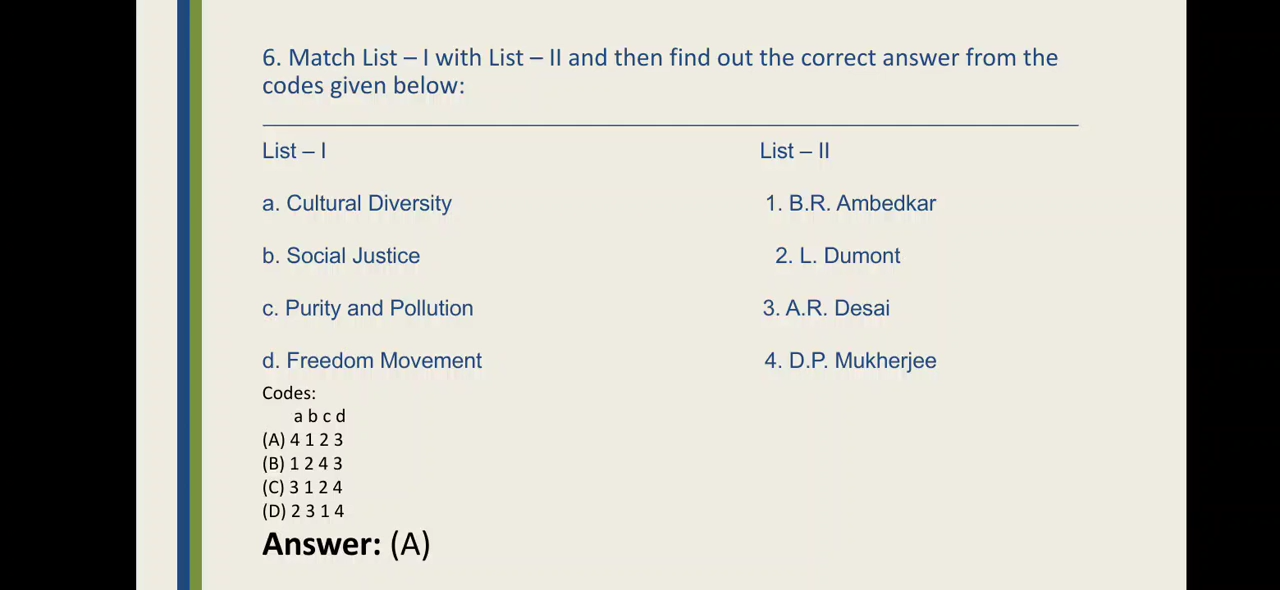 6. Match List – I with List – II and then find out the correct answer from the
codes given below:
List – I List – II
a. Cultural Diversity 1. B.R. Ambedkar
b. Social Justice 2. L. Dumont
c. Purity and Pollution 3. A.R. Desai
d. Freedom Movement 4. D.P. Mukherjee
Codes:
a b c d
(A) 4 1 2 3
(B) 1 2 4 3
(C) 3 1 2 4
(D) 2 3 1 4
Answer: (A)